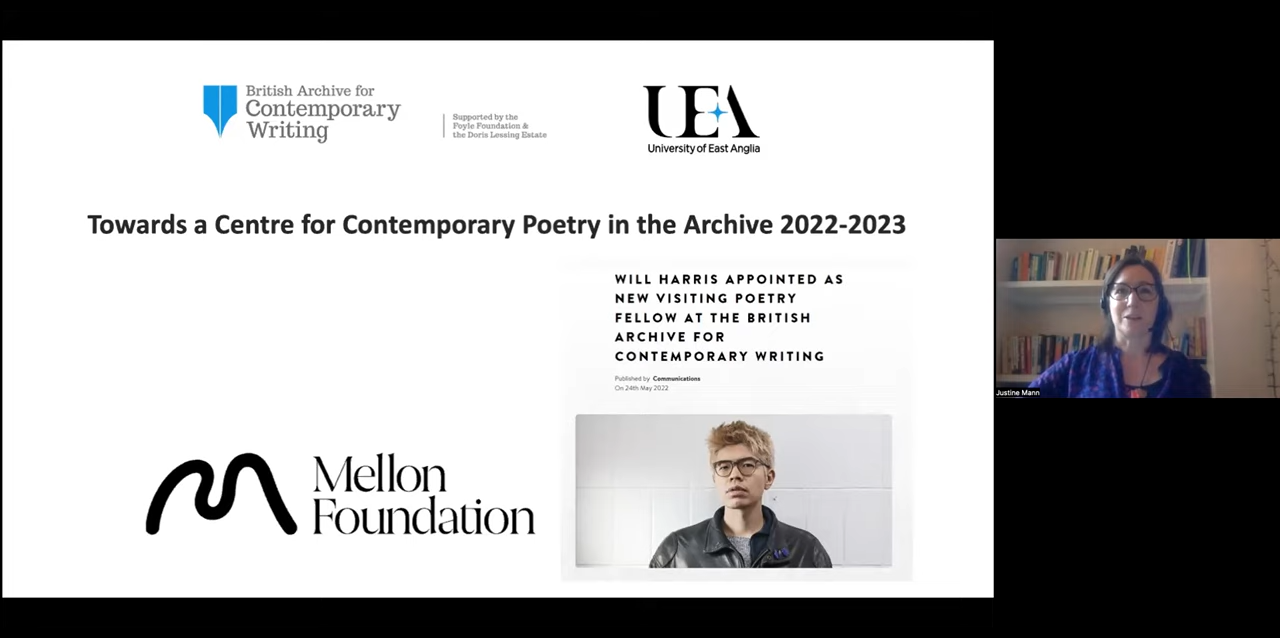 British Archive for
Contemporary
Writing
Supported by the
Foyle Foundation &
the Doris Lessing Estate
UEA
University of East Anglia
Towards a Centre for Contemporary Poetry in the Archive 2022-2023
WILL HARRIS APPOINTED AS
NEW VISITING POETRY
FELLOW AT THE BRITISH
ARCHIVE FOR
CONTEMPORARY WRITING
Published by Communications
On 24th May 2022
Mellon
Foundation
Justine Mann